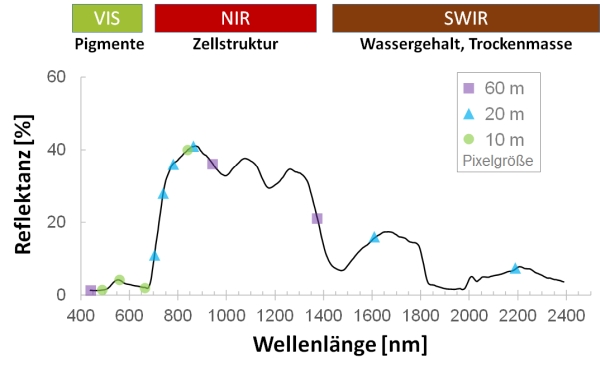 VIS NIR SWIR
Pigmente Zellstruktur Wassergehalt, Trockenmasse
60
40
20
0
Reflektanz [%]
60 m
20 m
10 m
Pixelgröße
400 600 800 1000 1200 1400 1600 1800 2000 2200 2400
Wellenlänge [nm]